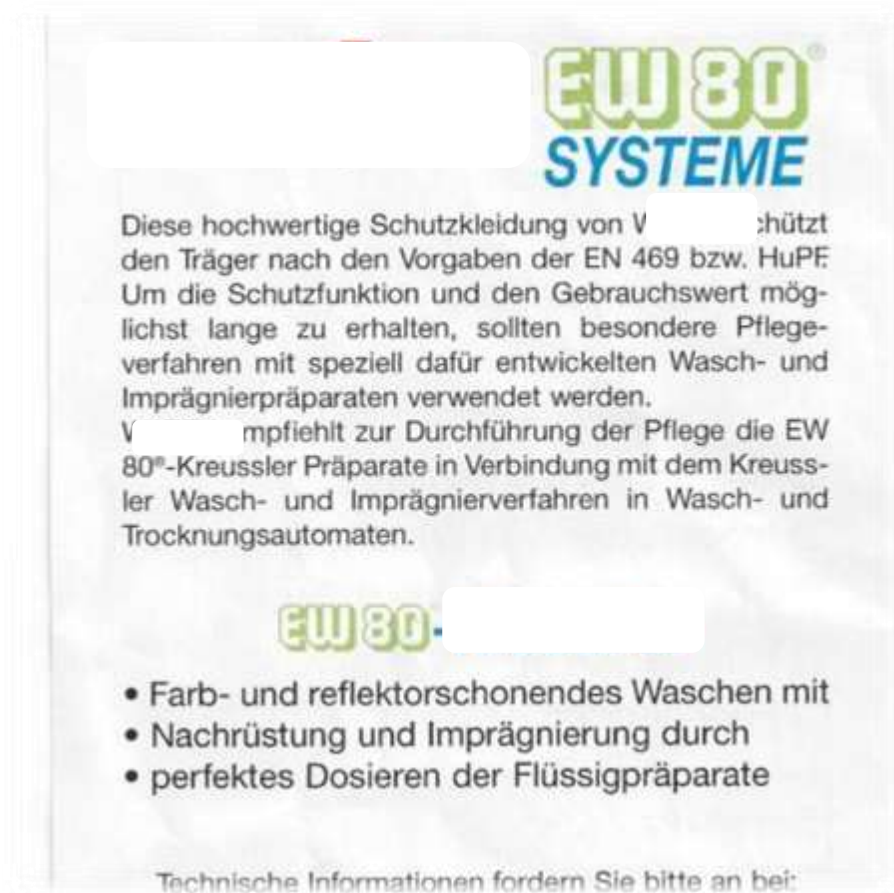 EW 80®
SYSTEME
Diese hochwertige Schutzkleidung von
den Träger nach den Vorgaben der EN 469 bzw. HuPF.
Um die Schutzfunktion und den Gebrauchswert mög-
lichst lange zu erhalten, sollten besondere Pflege-
verfahren mit speziell dafür entwickelten Wasch- und
Imprägnierpräparaten verwendet werden.
zur Durchführung der Pflege die EW
80®-Kreussler Präparate in Verbindung mit dem Kreuss-
ler Wasch- und Imprägnierverfahren in Wasch- und
Trocknungsautomaten.
EW 80-
• Farb- und reflektorschonendes Waschen mit
• Nachrüstung und Imprägnierung durch
• perfektes Dosieren der Flüssigpräparate
Technische Informationen fordern Sie bitte an bei: